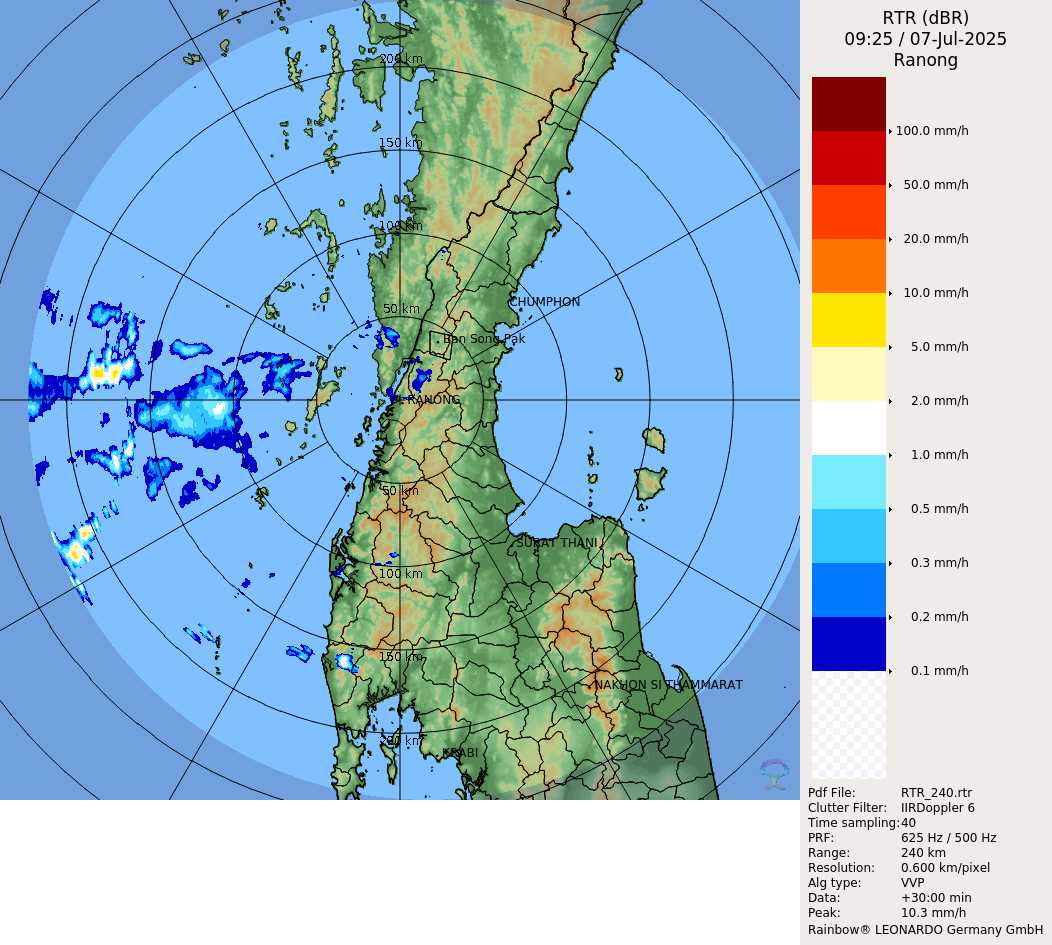 RTR (dBR)
09:25 / 07-Jul-2025
Ranong
200 km
150 km
100 km
50 km
CHUMPHON
Ban Song Pak
RANONG
50 km
SURAT THANI
100 km
150 km
NAKHON SI THAMMARAT
200 km
KRABI
100.0 mm/h
50.0 mm/h
20.0 mm/h
10.0 mm/h
5.0 mm/h
2.0 mm/h
1.0 mm/h
0.5 mm/h
0.3 mm/h
0.2 mm/h
0.1 mm/h
Pdf File: RTR_240.rtr
Clutter Filter: IIRDoppler 6
Time sampling: 40
PRF: 625 Hz / 500 Hz
Range: 240 km
Resolution: 0.600 km/pixel
Alg type: VVP
Data: +30:00 min
Peak: 10.3 mm/h
Rainbow® LEONARDO Germany GmbH